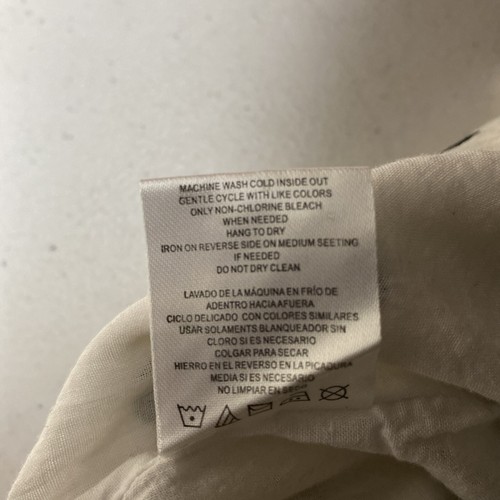 MACHINE WASH COLD INSIDE OUT
GENTLE CYCLE WITH LIKE COLORS
ONLY NON-CHLORINE BLEACH
WHEN NEEDED
HANG TO DRY
IRON ON REVERSE SIDE ON MEDIUM SEETING
IF NEEDED
DO NOT DRY CLEAN
LAVADO DE LA MÁQUINA EN FRÍO DE
ADENTRO HACIA AFUERA
CICLO DELICADO CON COLORES SIMILARES
USAR SOLAMENTS BLANQUEADOR SIN
CLORO SI ES NECESARIO
COLGAR PARA SECAR
HIERRO EN EL REVERSO EN LA PICADURA
MEDIA SI ES NECESARIO
NO LIMPIAR EN SECO